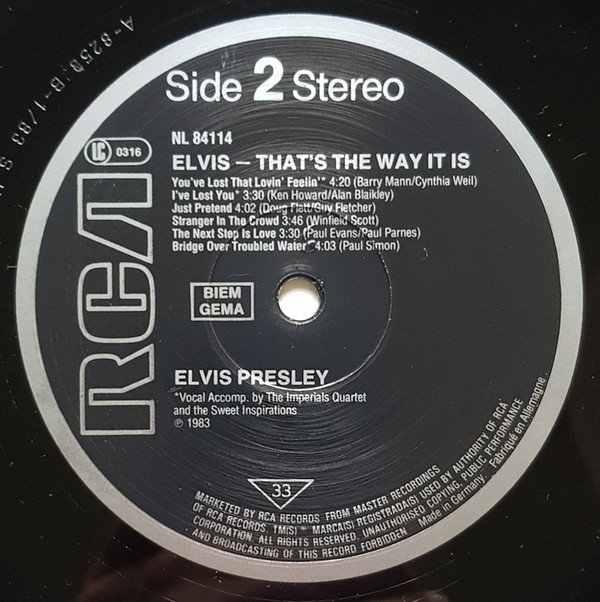 Side 2 Stereo
NL 84114
LC 0316
ELVIS — THAT'S THE WAY IT IS
You've Lost That Lovin' Feelin'* 4:20 (Barry Mann/Cynthia Weil)
I've Lost You* 3:30 (Ken Howard/Alan Blaikley)
Just Pretend 4:02 (Doug Flett/Guy Fletcher)
Stranger In The Crowd 3:46 (Winfield Scott)
The Next Step Is Love 3:30 (Paul Evans/Paul Parnes)
Bridge Over Troubled Water* 4:03 (Paul Simon)
RCA
BIEM
GEMA
ELVIS PRESLEY
*Vocal Accomp. by The Imperials Quartet
and the Sweet Inspirations
℗ 1983
33
MARKETED BY RCA RECORDS FROM MASTER RECORDINGS
OF RCA RECORDS. TM(S) ® MARCA(S) REGISTRADA(S) USED BY AUTHORITY OF RCA
CORPORATION. ALL RIGHTS RESERVED. UNAUTHORISED COPYING, PUBLIC PERFORMANCE
AND BROADCASTING OF THIS RECORD FORBIDDEN Made in Germany. Fabriqué en Allemagne.